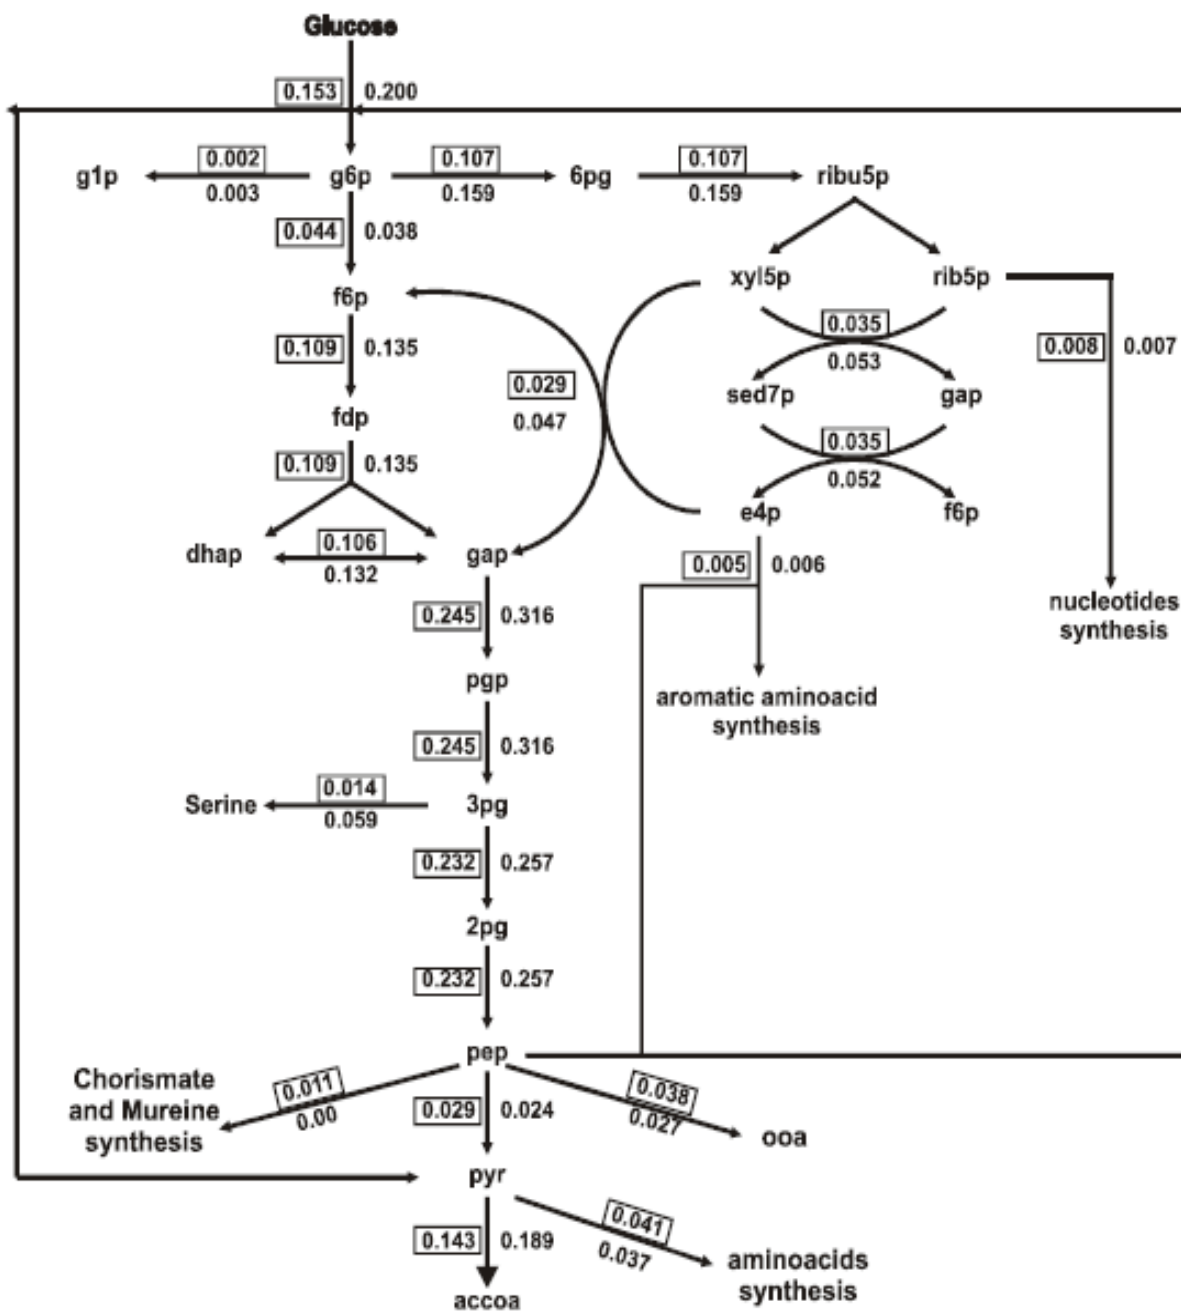 Glucose
0.153 0.200
0.002 0.107 0.107
g1p g6p 6pg ribu5p
0.003 0.159 0.159
0.044 0.038
xyl5p rib5p
f6p
0.035
0.109 0.135
0.008 0.007
0.053
0.029
sed7p gap
fdp
0.047
0.035
0.109 0.135
0.052
e4p f6p
0.106
dhap gap
0.132
0.005 0.006
nucleotides
synthesis
0.245 0.316
pgp
aromatic aminoacid
synthesis
0.245 0.316
0.014
Serine 3pg
0.059
0.232 0.257
2pg
0.232 0.257
pep
Chorismate
and Mureine
synthesis
0.011
0.00
0.029 0.024
0.038
0.027
ooa
pyr
0.041
0.037
0.143 0.189
aminoacids
synthesis
accoa